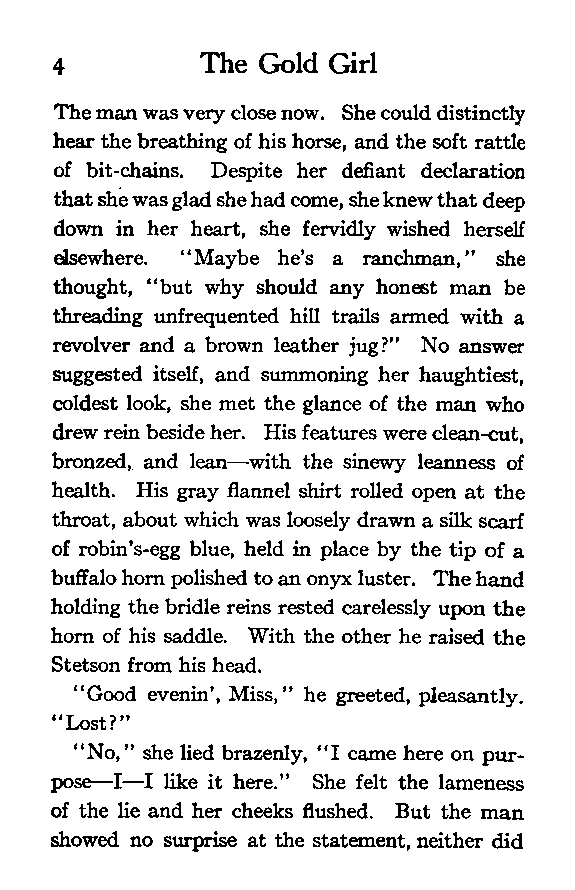 4 The Gold Girl
The man was very close now. She could distinctly
hear the breathing of his horse, and the soft rattle
of bit-chains. Despite her defiant declaration
that she was glad she had come, she knew that deep
down in her heart, she fervidly wished herself
elsewhere. "Maybe he's a ranchman," she
thought, "but why should any honest man be
threading unfrequented hill trails armed with a
revolver and a brown leather jug?" No answer
suggested itself, and summoning her haughtiest,
coldest look, she met the glance of the man who
drew rein beside her. His features were clean-cut,
bronzed, and lean—with the sinewy leanness of
health. His gray flannel shirt rolled open at the
throat, about which was loosely drawn a silk scarf
of robin's-egg blue, held in place by the tip of a
buffalo horn polished to an onyx luster. The hand
holding the bridle reins rested carelessly upon the
horn of his saddle. With the other he raised the
Stetson from his head.
"Good evenin', Miss," he greeted, pleasantly.
"Lost?"
"No," she lied brazenly, "I came here on pur-
pose—I—I like it here." She felt the lameness
of the lie and her cheeks flushed. But the man
showed no surprise at the statement, neither did